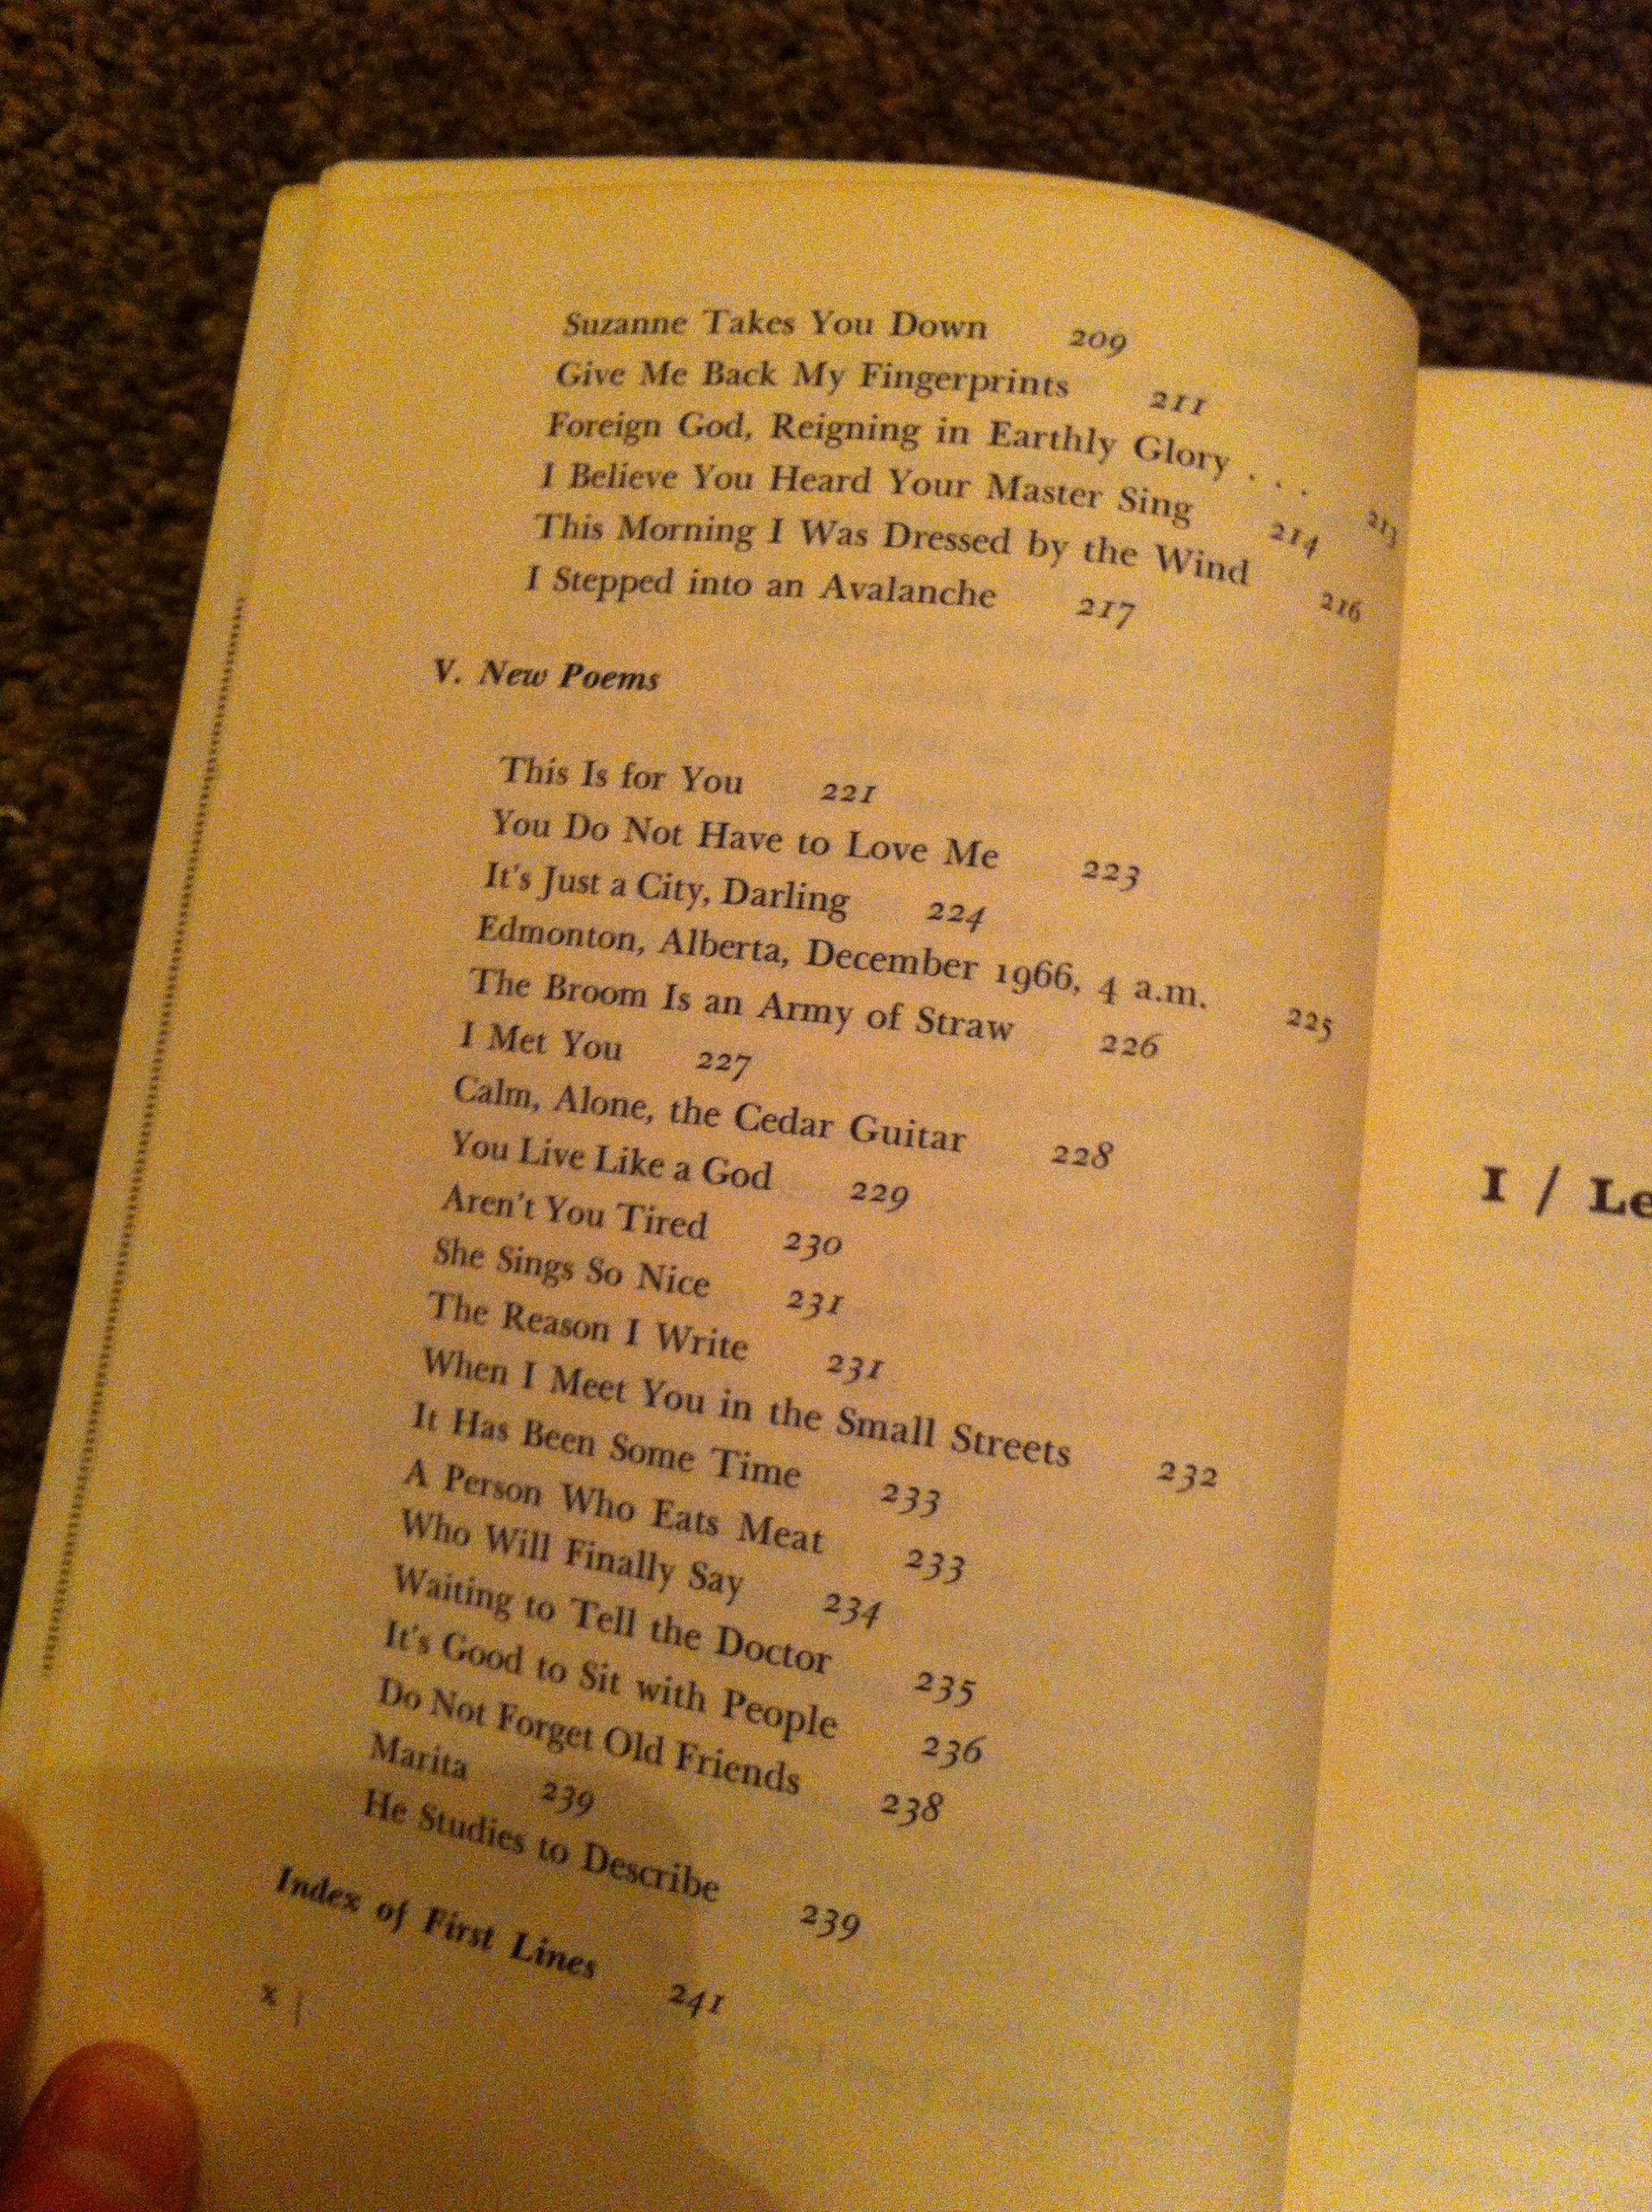 Suzanne Takes You Down 209
Give Me Back My Fingerprints 211
Foreign God, Reigning in Earthly Glory . . . 213
I Believe You Heard Your Master Sing 214
This Morning I Was Dressed by the Wind 216
I Stepped into an Avalanche 217
V. New Poems
This Is for You 221
You Do Not Have to Love Me 223
It's Just a City, Darling 224
Edmonton, Alberta, December 1966, 4 a.m. 225
The Broom Is an Army of Straw 226
I Met You 227
Calm, Alone, the Cedar Guitar 228
You Live Like a God 229
Aren't You Tired 230
She Sings So Nice 231
The Reason I Write 231
When I Meet You in the Small Streets 232
It Has Been Some Time 233
A Person Who Eats Meat 233
Who Will Finally Say 234
Waiting to Tell the Doctor 235
It's Good to Sit with People 236
Do Not Forget Old Friends 238
Marita 239
He Studies to Describe 239
Index of First Lines 241
x |
I / Le